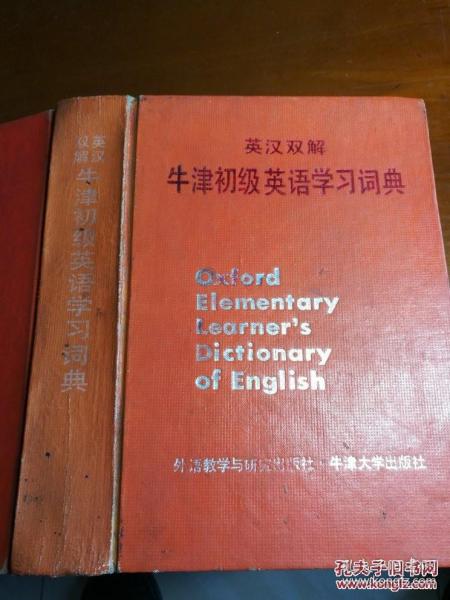 英汉双解
牛津初级英语学习词典
英汉双解 牛津初级英语学习词典
Oxford
Elementary
Learner's
Dictionary
of English
外语教学与研究出版社 牛津大学出版社
孔夫子旧书网
www.kongfz.com